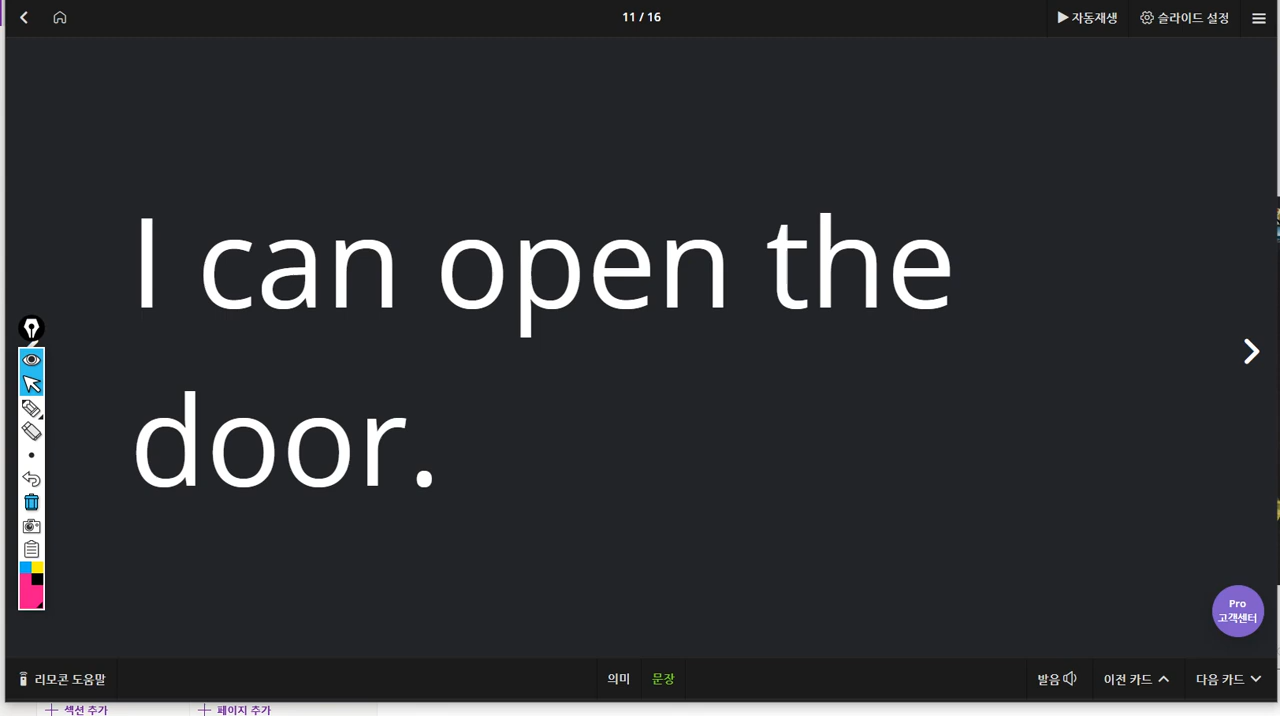 11 / 16
자동재생
슬라이드 설정
I can open the
door.
Pro
고객센터
리모콘 도움말
의미
문장
발음
이전 카드
다음 카드
섹션 추가
페이지 추가